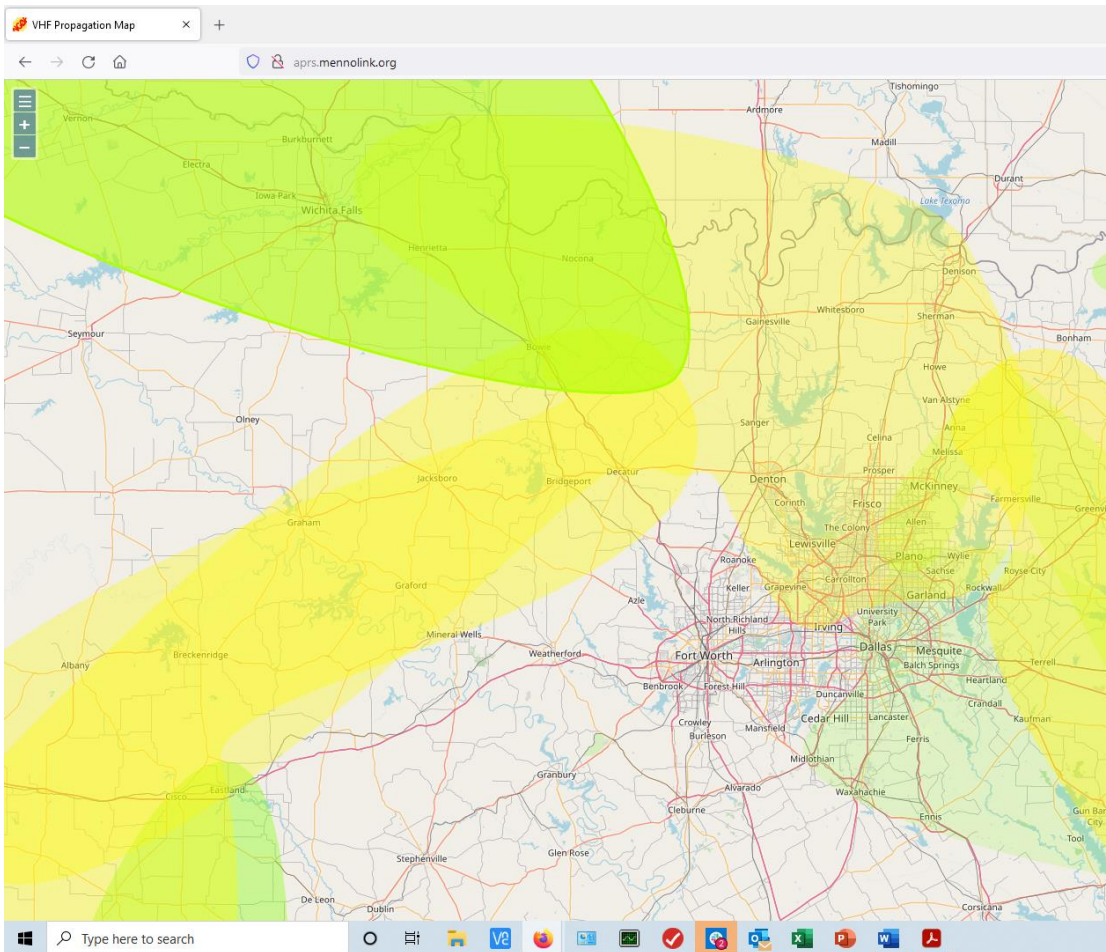 VHF Propagation Map
aprs.mennolink.org
Tishomingo
Ardmore
Vernon
Burkburnett
Madill
Electra
Durant
Iowa Park
Wichita Falls
Lake Texoma
Henrietta
Nocona
Denison
Whitesboro
Sherman
Gainesville
Seymour
Bonham
Bowie
Howe
Van Alstyne
Olney
Sanger
Anna
Celina
Melissa
Prosper
Decatur
Jacksboro
Bridgeport
Denton
McKinney
Farmersville
Corinth
Frisco
Greenv
Graham
The Colony
Allen
Lewisville
Plano
Wylie
Roanoke
Sachse
Royse City
Graford
Keller
Grapevine
Carrollton
Rockwall
Garland
Azle
University
Park
North Richland
Hills
Irving
Mineral Wells
Dallas
Mesquite
Breckenridge
Weatherford
Fort Worth
Arlington
Balch Springs
Terrell
Albany
Heartland
Benbrook
Forest Hill
Duncanville
Crandall
Crowley
Mansfield
Cedar Hill
Lancaster
Kaufman
Burleson
Ferris
Midlothian
Granbury
Alvarado
Waxahachie
Cisco
Eastland
Cleburne
Ennis
Gun Bar
City
Tool
Stephenville
Glen Rose
De Leon
Dublin
Corsicana
Type here to search